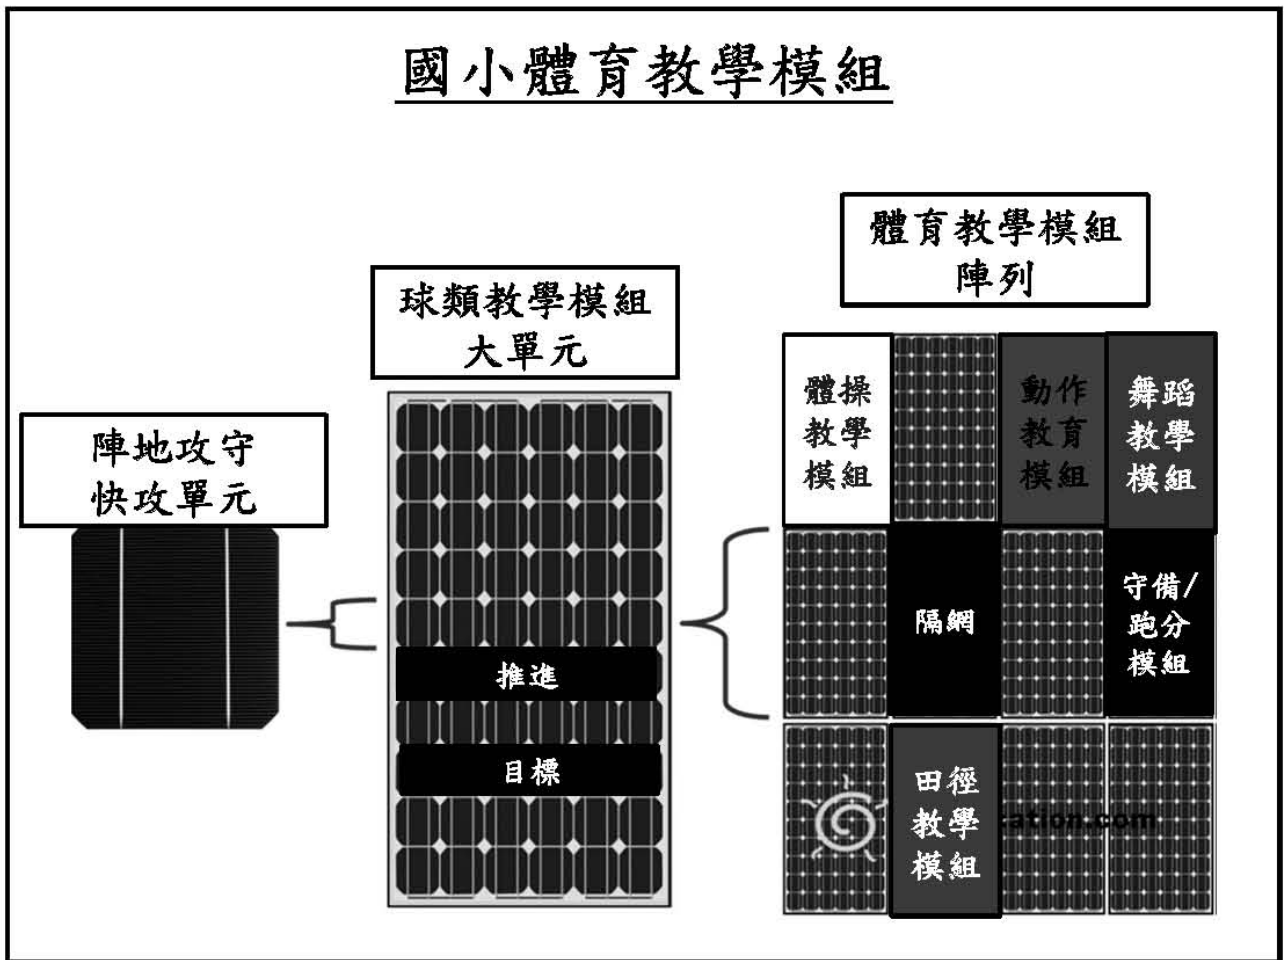 國小體育教學模組
體育教學模組
陣列
球類教學模組
大單元
陣地攻守
快攻單元
推進
目標
體操
教學
模組
動作
教育
模組
舞蹈
教學
模組
隔網
守備/
跑分
模組
田徑
教學
模組
zation.com